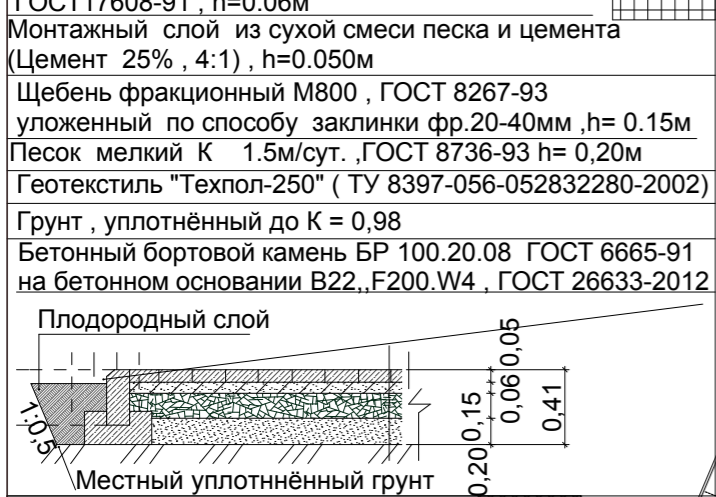 ГОСТ17608-91 , h=0.06м
Монтажный слой из сухой смеси песка и цемента
(Цемент 25% , 4:1) , h=0.050м
Щебень фракционный М800 , ГОСТ 8267-93
уложенный по способу заклинки фр.20-40мм ,h= 0.15м
Песок мелкий К 1.5м/сут. ,ГОСТ 8736-93 h= 0,20м
Геотекстиль "Техпол-250" ( ТУ 8397-056-052832280-2002)
Грунт , уплотнённый до К = 0,98
Бетонный бортовой камень БР 100.20.08 ГОСТ 6665-91
на бетонном основании В22,,F200.W4 , ГОСТ 26633-2012
Плодородный слой
1:0,5
0,20
0,15
0,06
0,05
0,41
Местный уплотннённый грунт